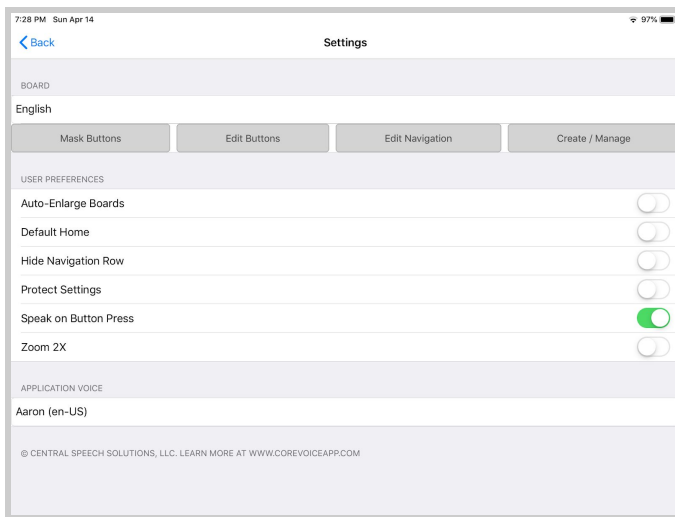 7:28 PM Sun Apr 14 97%
Back Settings
BOARD
English
Mask Buttons Edit Buttons Edit Navigation Create / Manage
USER PREFERENCES
Auto-Enlarge Boards
Default Home
Hide Navigation Row
Protect Settings
Speak on Button Press
Zoom 2X
APPLICATION VOICE
Aaron (en-US)
© CENTRAL SPEECH SOLUTIONS, LLC. LEARN MORE AT WWW.COREVOICEAPP.COM